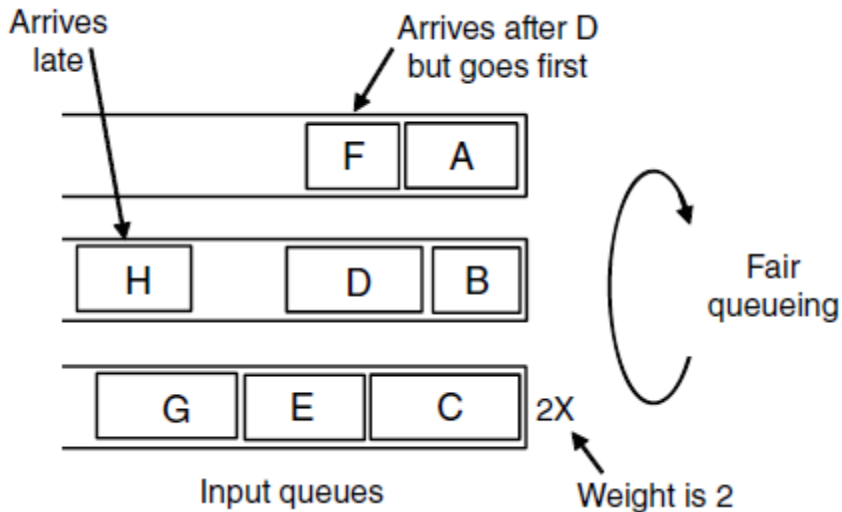 Arrives
late
Arrives after D
but goes first
F A
H D B
G E C 2X
Fair
queueing
Input queues
Weight is 2